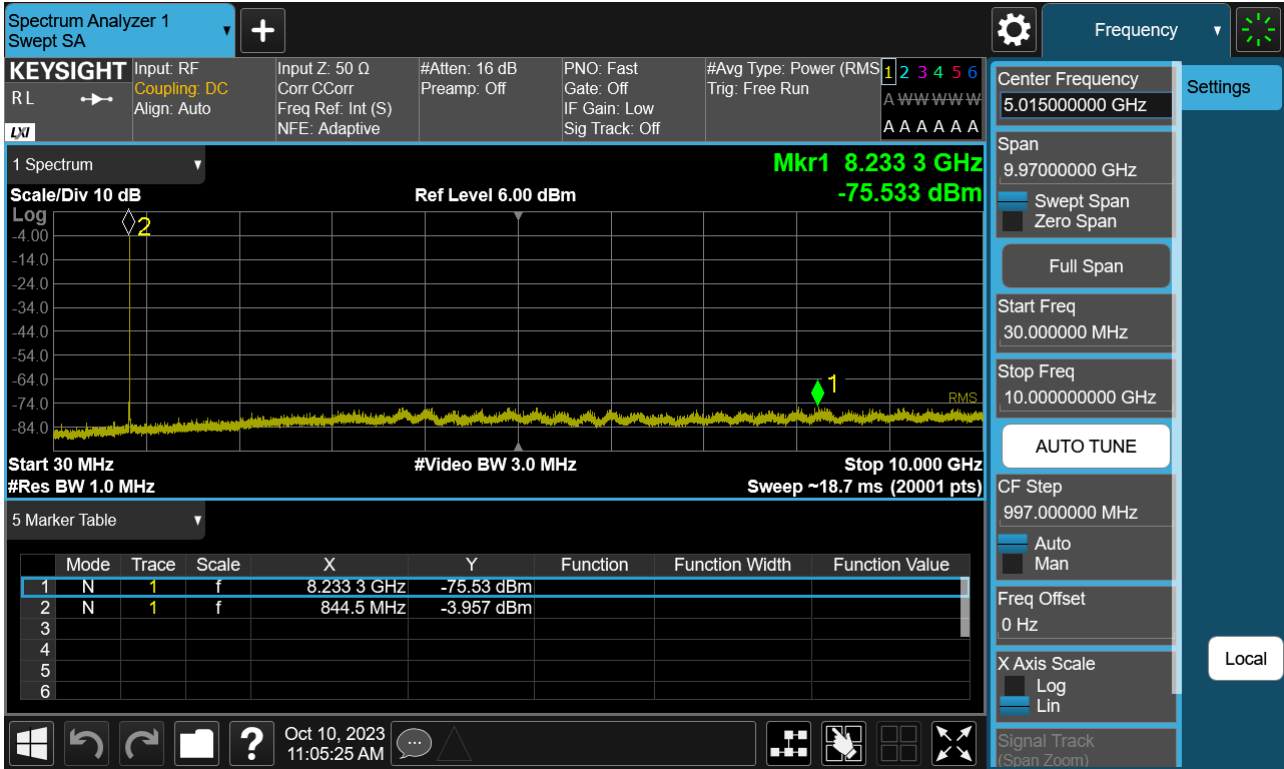 Spectrum Analyzer 1
Swept SA
+
Frequency
KEYSIGHT
R L
LXI
Input: RF
Coupling: DC
Align: Auto
Input Z: 50 Ω
Corr CCorr
Freq Ref: Int (S)
NFE: Adaptive
#Atten: 16 dB
Preamp: Off
PNO: Fast
Gate: Off
IF Gain: Low
Sig Track: Off
#Avg Type: Power (RMS
Trig: Free Run
1 2 3 4 5 6
A W W W W W
A A A A A A
1 Spectrum
Mkr1 8.233 3 GHz
-75.533 dBm
Scale/Div 10 dB
Ref Level 6.00 dBm
Log
-4.00
-14.0
-24.0
-34.0
-44.0
-54.0
-64.0
-74.0
-84.0
2
1
RMS
Start 30 MHz
#Video BW 3.0 MHz
Stop 10.000 GHz
#Res BW 1.0 MHz
Sweep ~18.7 ms (20001 pts)
5 Marker Table
Mode Trace Scale X Y Function Function Width Function Value
1 N 1 f 8.233 3 GHz -75.53 dBm
2 N 1 f 844.5 MHz -3.957 dBm
3
4
5
6
Center Frequency
5.015000000 GHz
Span
9.97000000 GHz
Swept Span
Zero Span
Full Span
Start Freq
30.000000 MHz
Stop Freq
10.000000000 GHz
AUTO TUNE
CF Step
997.000000 MHz
Auto
Man
Freq Offset
0 Hz
X Axis Scale
Log
Lin
Signal Track
(Span Zoom)
Settings
Local
?
Oct 10, 2023
11:05:25 AM